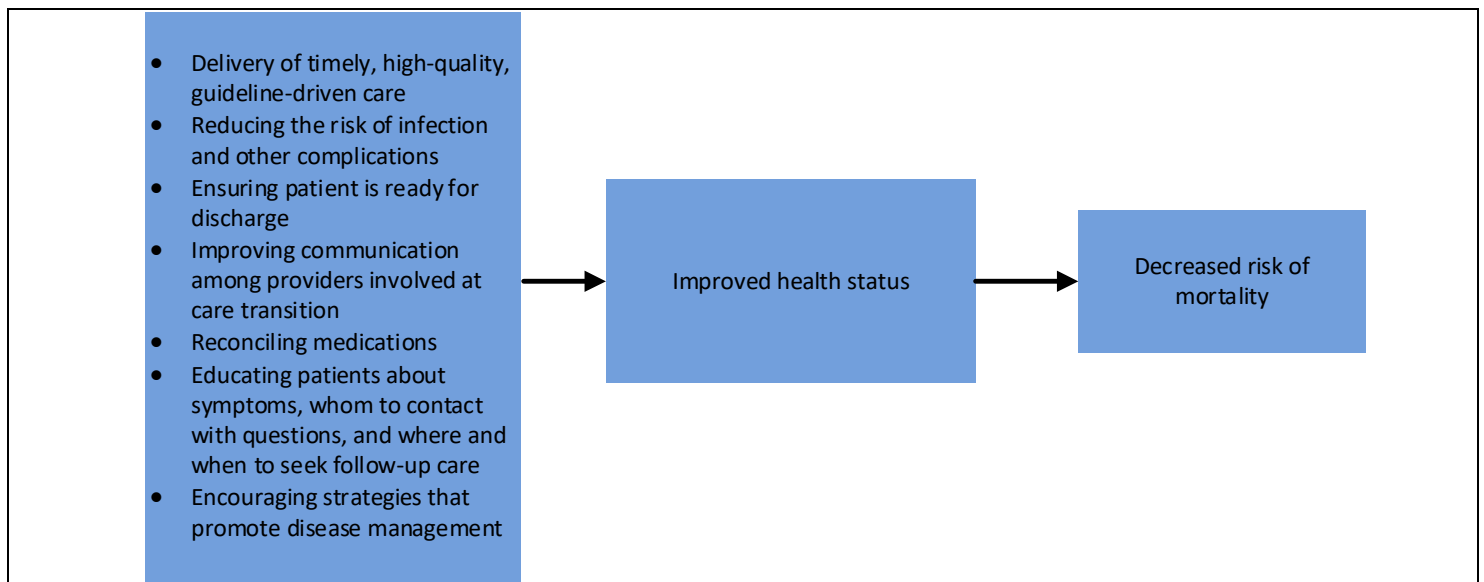 • Delivery of timely, high-quality,
guideline-driven care
• Reducing the risk of infection
and other complications
• Ensuring patient is ready for
discharge
• Improving communication
among providers involved at
care transition
• Reconciling medications
• Educating patients about
symptoms, whom to contact
with questions, and where and
when to seek follow-up care
• Encouraging strategies that
promote disease management
Improved health status
Decreased risk of
mortality